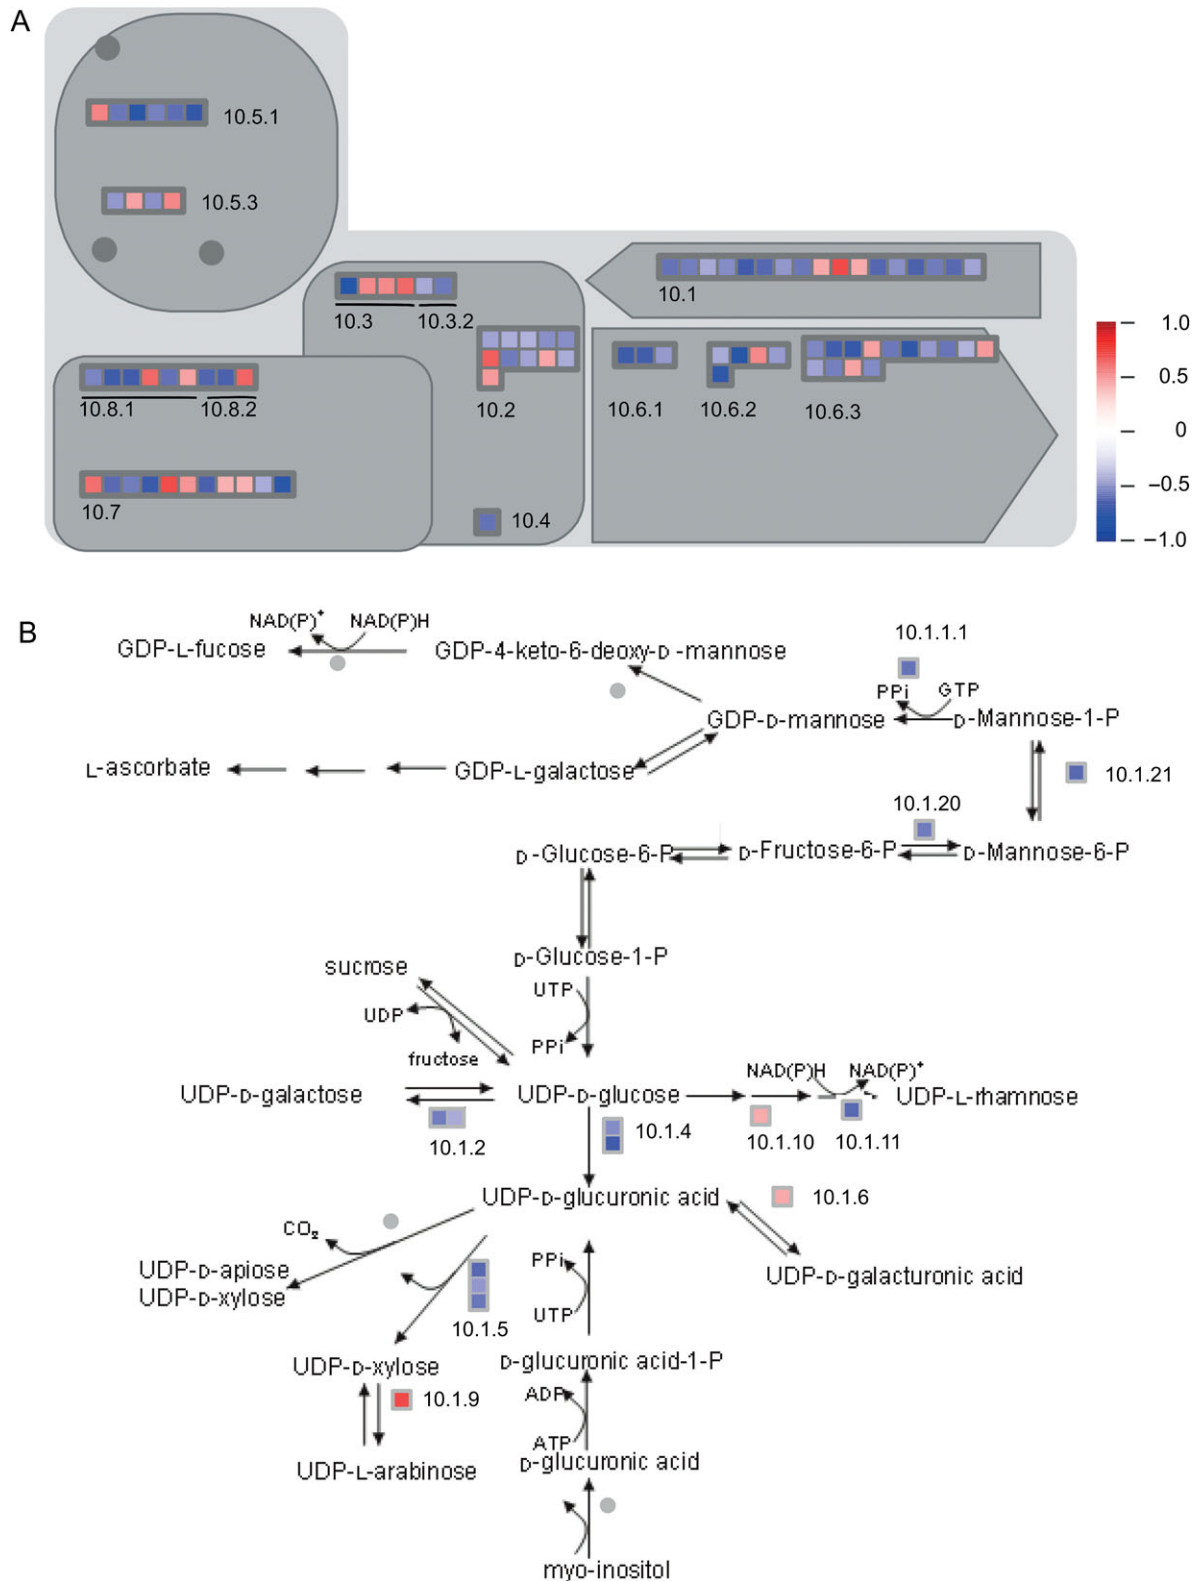 A
10.5.1
10.5.3
10.1
10.3 10.3.2
10.2
10.6.1 10.6.2 10.6.3
10.8.1 10.8.2
10.7
10.4
1.0
0.5
0
−0.5
−1.0
B
NAD(P)⁺ NAD(P)H
GDP-L-fucose
GDP-4-keto-6-deoxy-D -mannose
10.1.1.1
PPi GTP
GDP-D-mannose
D-Mannose-1-P
L-ascorbate
GDP-L-galactose
10.1.21
10.1.20
D-Glucose-6-P
D-Fructose-6-P
D-Mannose-6-P
D-Glucose-1-P
sucrose
UTP
UDP
PPi
fructose
NAD(P)H NAD(P)⁺
UDP-D-galactose
UDP-D-glucose
UDP-L-rhamnose
10.1.2
10.1.4
10.1.10
10.1.11
UDP-D-glucuronic acid
10.1.6
CO₂
PPi
UDP-D-apiose
UDP-D-xylose
UDP-D-galacturonic acid
UTP
10.1.5
UDP-D-xylose
D-glucuronic acid-1-P
10.1.9
ADP
ATP
UDP-L-arabinose
D-glucuronic acid
myo-inositol